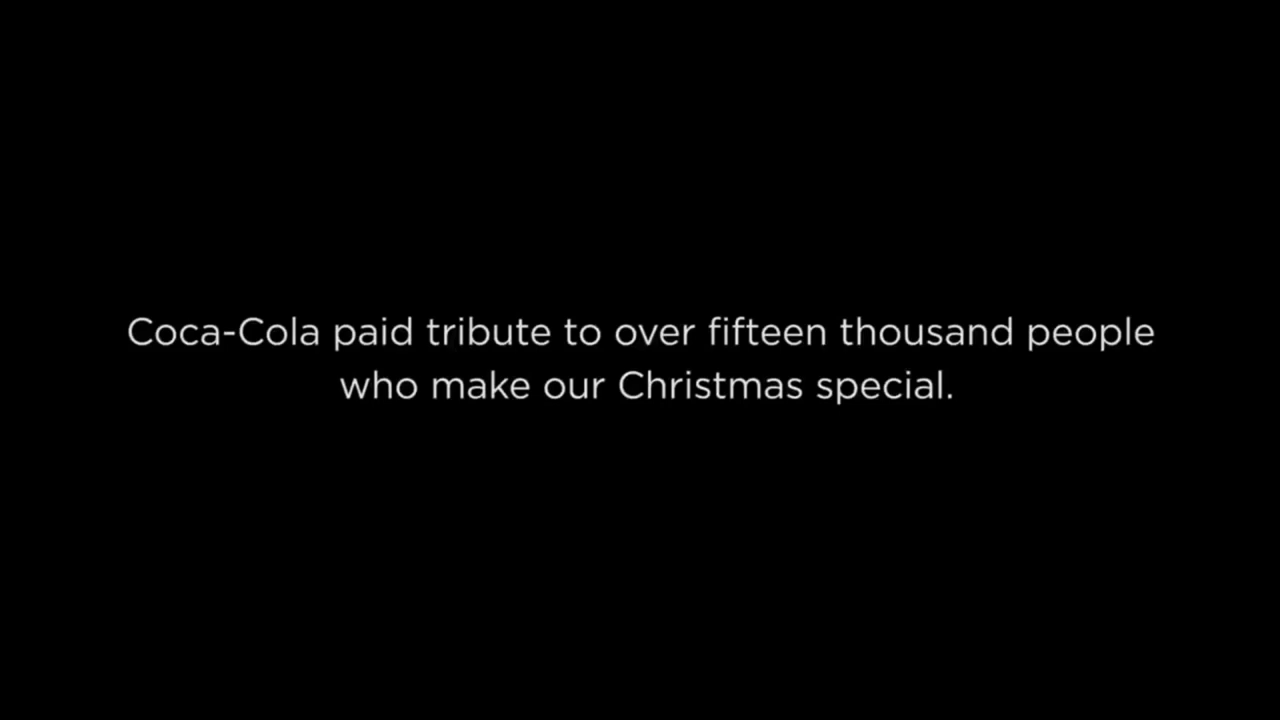 Coca-Cola paid tribute to over fifteen thousand people
who make our Christmas special.